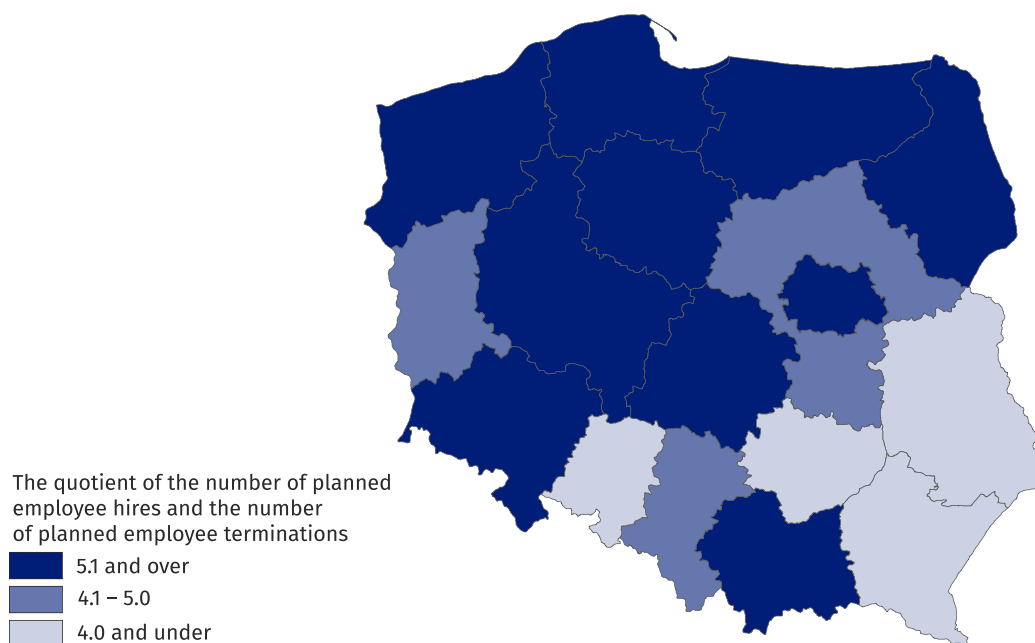 The quotient of the number of planned
employee hires and the number
of planned employee terminations
5.1 and over
4.1 – 5.0
4.0 and under